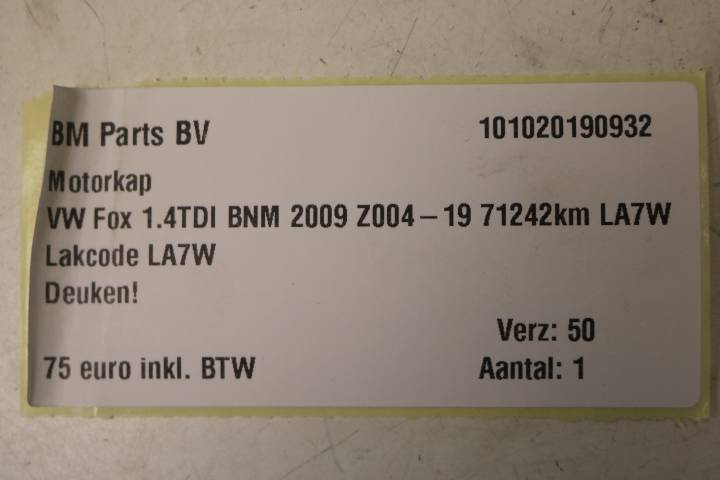 BM Parts BV 101020190932
Motorkap
VW Fox 1.4TDI BNM 2009 Z004-19 71242km LA7W
Lakcode LA7W
Deuken!
Verz: 50
75 euro inkl. BTW Aantal: 1